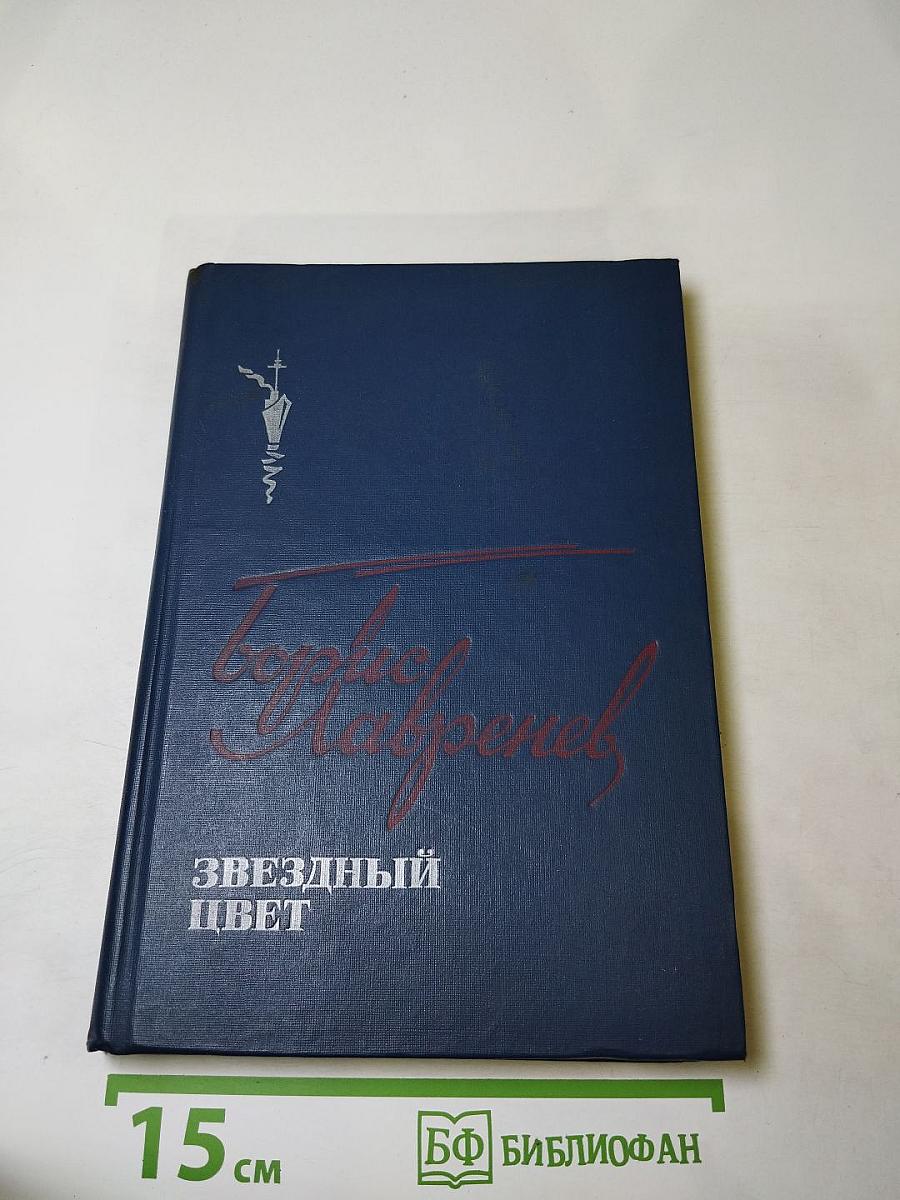 Борис
Лавренев
ЗВЕЗДНЫЙ
ЦВЕТ
15 см
БФ БИБЛИОФАН